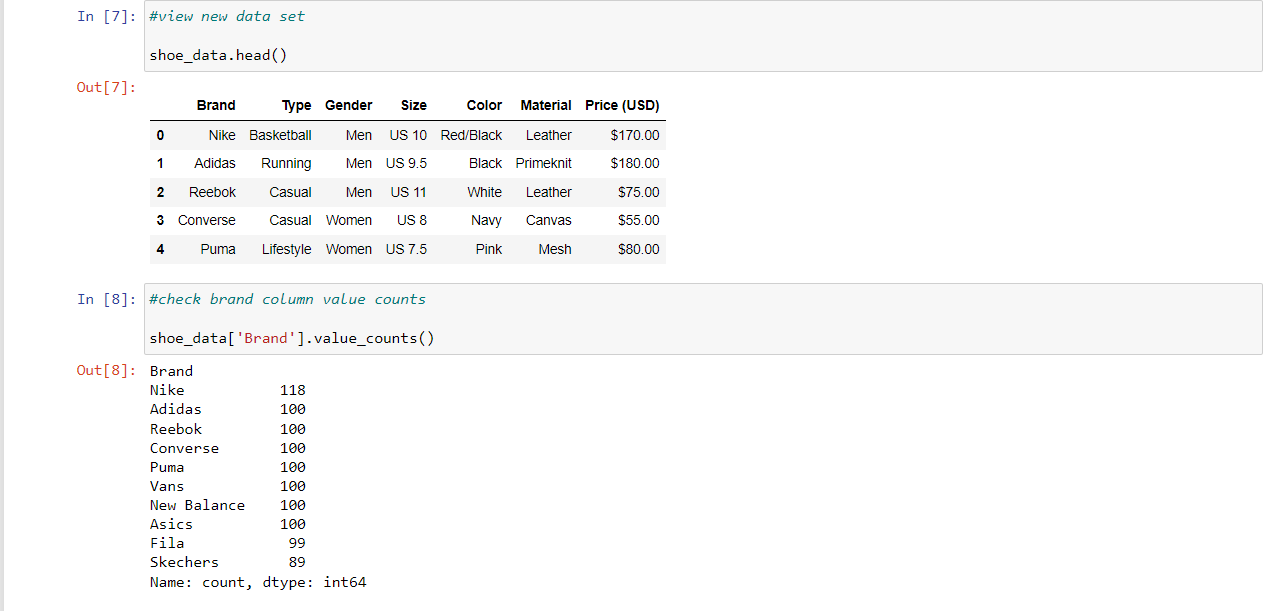 In [7]: #view new data set
shoe_data.head()
Out[7]:
Brand Type Gender Size Color Material Price (USD)
0 Nike Basketball Men US 10 Red/Black Leather $170.00
1 Adidas Running Men US 9.5 Black Primeknit $180.00
2 Reebok Casual Men US 11 White Leather $75.00
3 Converse Casual Women US 8 Navy Canvas $55.00
4 Puma Lifestyle Women US 7.5 Pink Mesh $80.00
In [8]: #check brand column value counts
shoe_data['Brand'].value_counts()
Out[8]: Brand
Nike 118
Adidas 100
Reebok 100
Converse 100
Puma 100
Vans 100
New Balance 100
Asics 100
Fila 99
Skechers 89
Name: count, dtype: int64